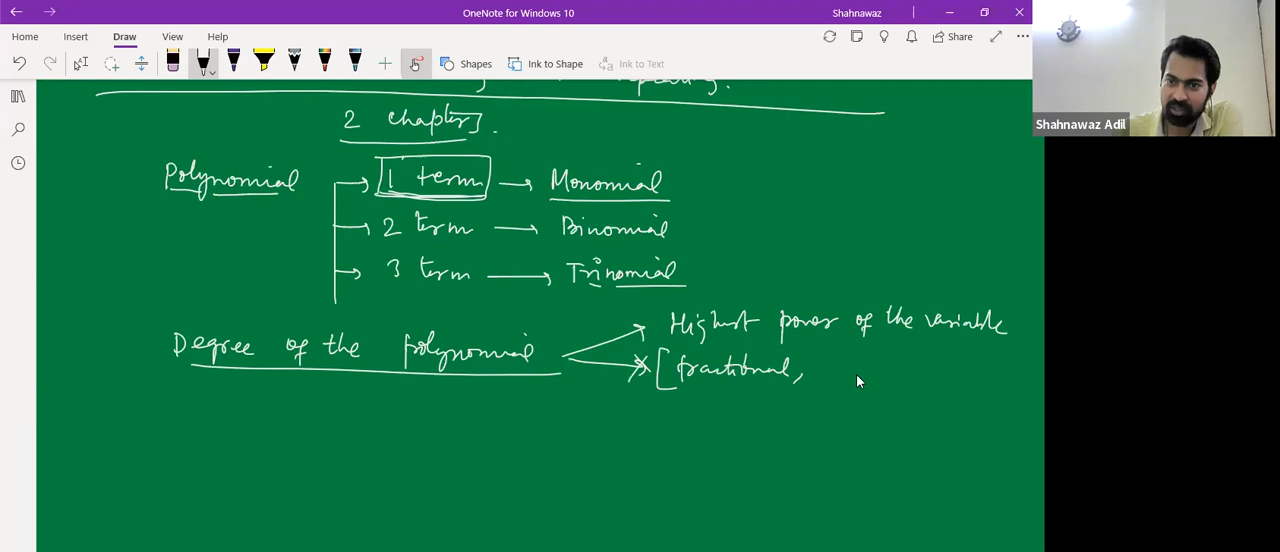 OneNote for Windows 10
Shahnawaz
Home Insert Draw View Help
Share
Shapes Ink to Shape Ink to Text
Shahnawaz Adil
2 chapters.
Polynomial
1 term → Monomial
2 term → Binomial
3 term → Trinomial
Degree of the polynomial
Highest power of the variable
[fractional,